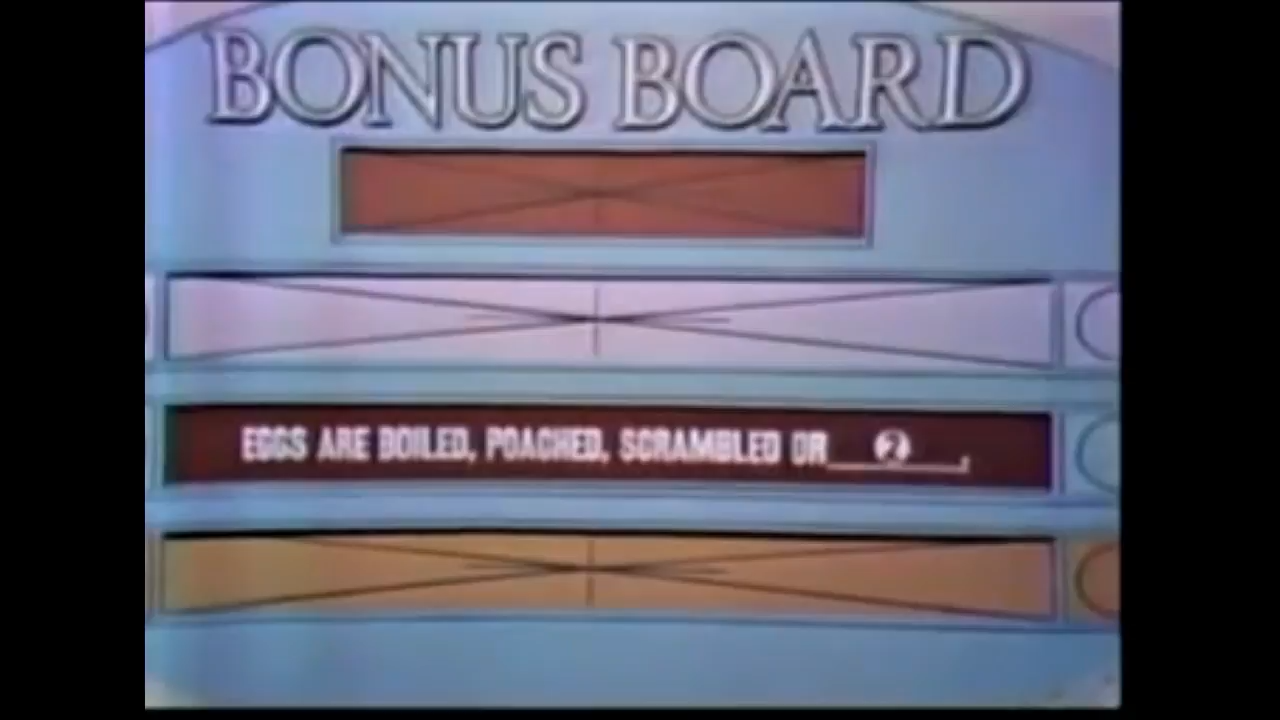 BONUS BOARD
EGGS ARE BOILED, POACHED, SCRAMBLED OR 2.